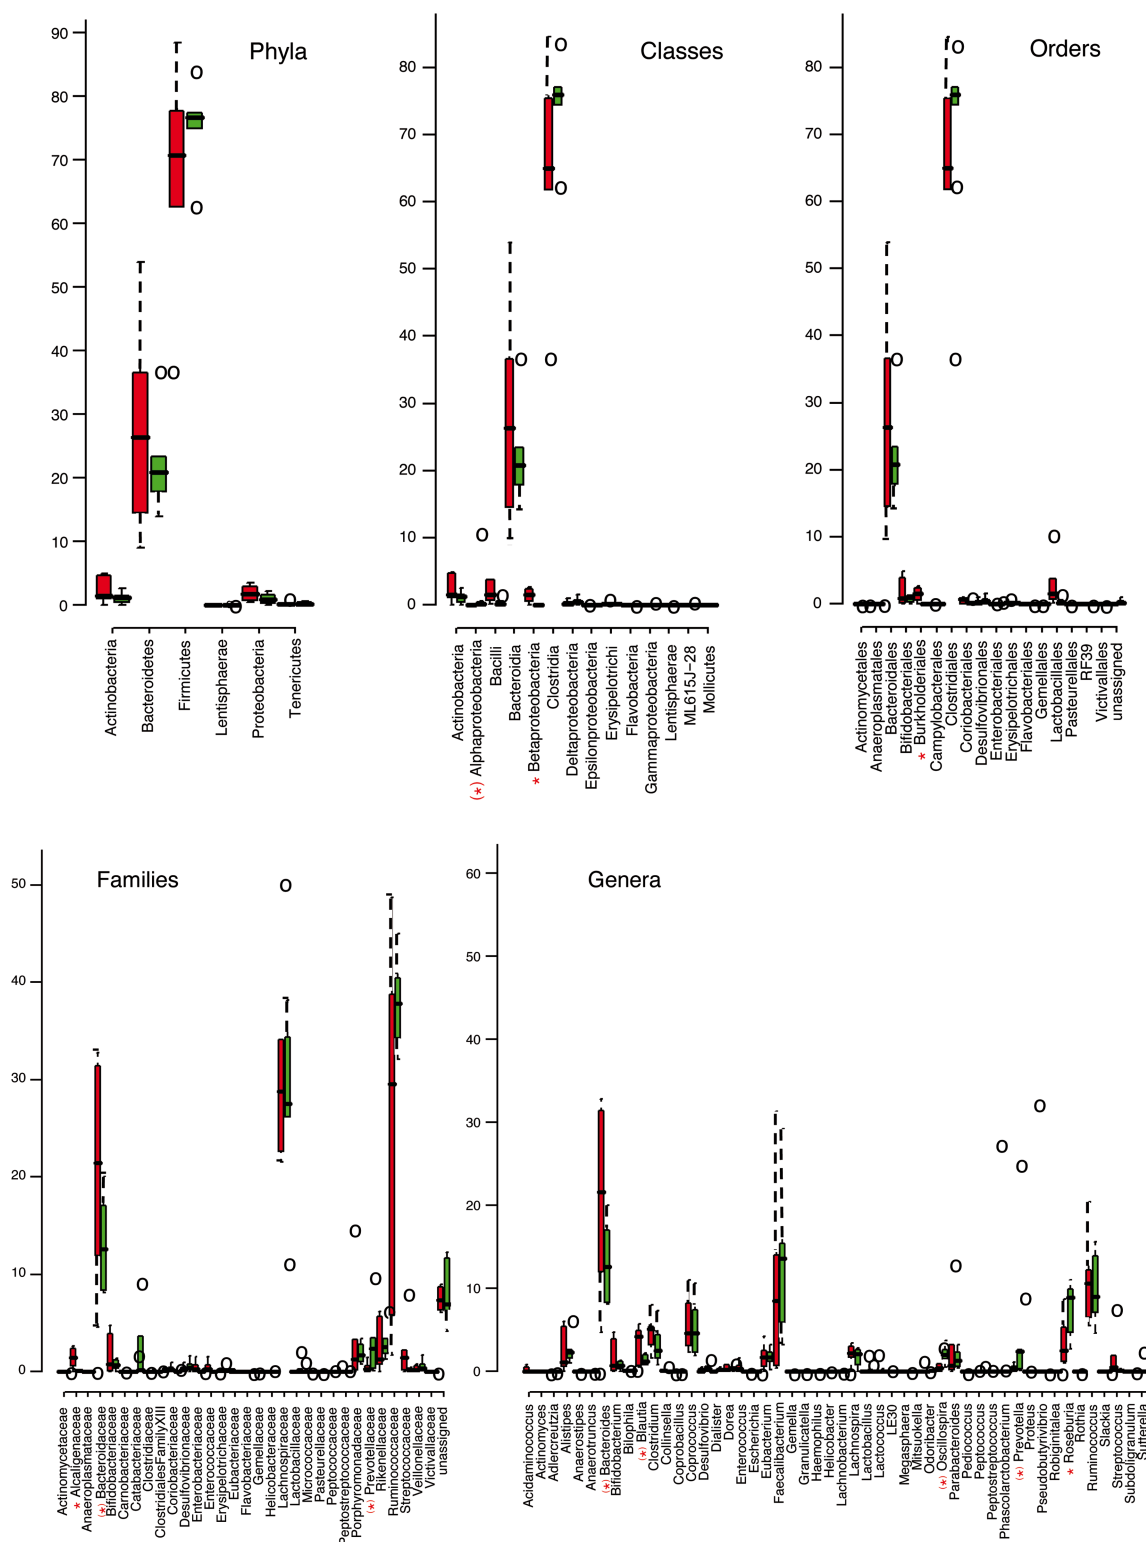 Phyla
90
80
70
60
50
40
30
20
10
0
Actinobacteria
Bacteroidetes
Firmicutes
Lentisphaerae
Proteobacteria
Tenericutes
Classes
80
70
60
50
40
30
20
10
0
Actinobacteria
(*) Alphaproteobacteria
Bacilli
Bacteroidia
* Betaproteobacteria
Clostridia
Deltaproteobacteria
Epsilonproteobacteria
Erysipelotrichi
Flavobacteria
Gammaproteobacteria
Lentisphaerae
ML615J-28
Mollicutes
Orders
80
70
60
50
40
30
20
10
0
Actinomycetales
Anaeroplasmatales
Bacteroidales
Bifidobacteriales
* Burkholderiales
Campylobacterales
Clostridiales
Coriobacteriales
Desulfovibrionales
Enterobacteriales
Erysipelotrichales
Flavobacteriales
Gemellales
Lactobacillales
Pasteurellales
RF39
Victivallales
unassigned
Families
50
40
30
20
10
0
Actinomycetaceae
* Alcaligenaceae
Anaeroplasmataceae
(*) Bacteroidaceae
Bifidobacteriaceae
Carnobacteriaceae
Catabacteriaceae
Clostridiaceae
ClostridialesFamilyXIII
Coriobacteriaceae
Desulfovibrionaceae
Enterobacteriaceae
Enterococcaceae
Erysipelotrichaceae
Eubacteriaceae
Flavobacteriaceae
Gemellaceae
Helicobacteraceae
Lachnospiraceae
Lactobacillaceae
Micrococcaceae
Pasteurellaceae
Peptococcaceae
Peptostreptococcaceae
Porphyromonadaceae
(*) Prevotellaceae
Rikenellaceae
Ruminococcaceae
Streptococcaceae
Veillonellaceae
Victivallaceae
unassigned
Genera
60
50
40
30
20
10
0
Acidaminococcus
Actinomyces
Adlercreutzia
Alistipes
Anaerostipes
Anaerotruncus
(*) Bacteroides
Bifidobacterium
Bilophila
(*) Blautia
Clostridium
Collinsella
Coprobacillus
Coprococcus
Desulfovibrio
Dialister
Dorea
Enterococcus
Escherichia
Eubacterium
Faecalibacterium
Gemella
Granulicatella
Haemophilus
Helicobacter
Lachnobacterium
Lachnospira
Lactobacillus
Lactococcus
LE30
Megasphaera
Mitsuokella
Odoribacter
(*) Oscillospira
Parabacteroides
Pediococcus
Peptococcus
Peptostreptococcus
Phascolarctobacterium
(*) Prevotella
Proteus
Pseudobutyrivibrio
Robiginitalea
* Roseburia
Rothia
Ruminococcus
Slackia
Streptococcus
Subdoligranulum
Sutterella